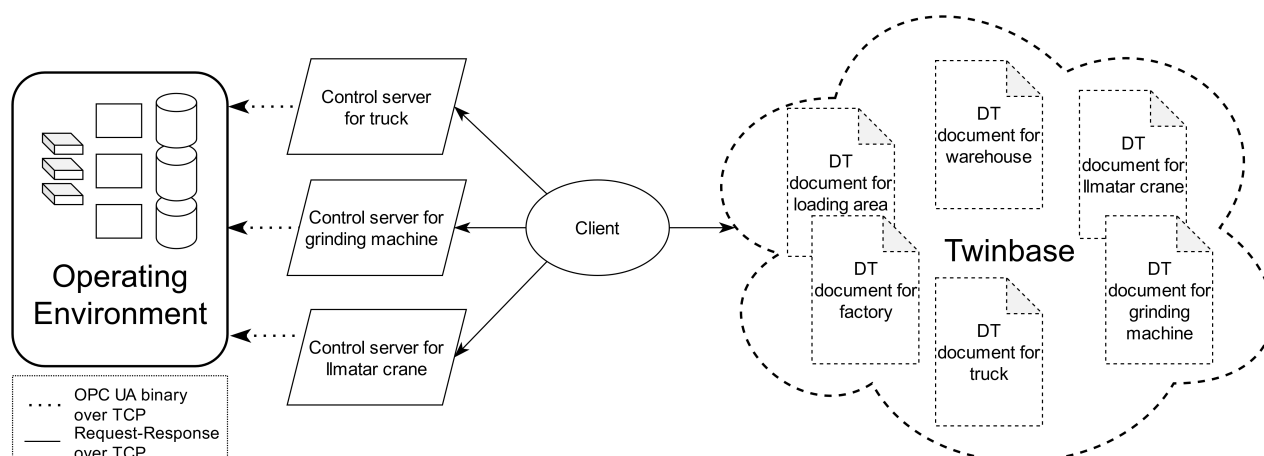 Operating
Environment
OPC UA binary
over TCP
Request-Response
over TCP
Control server
for truck
Control server for
grinding machine
Control server for
Ilmatar crane
Client
DT
document for
loading area
DT
document for
warehouse
DT
document for
Ilmatar crane
Twinbase
DT
document for
factory
DT
document for
truck
DT
document for
grinding
machine